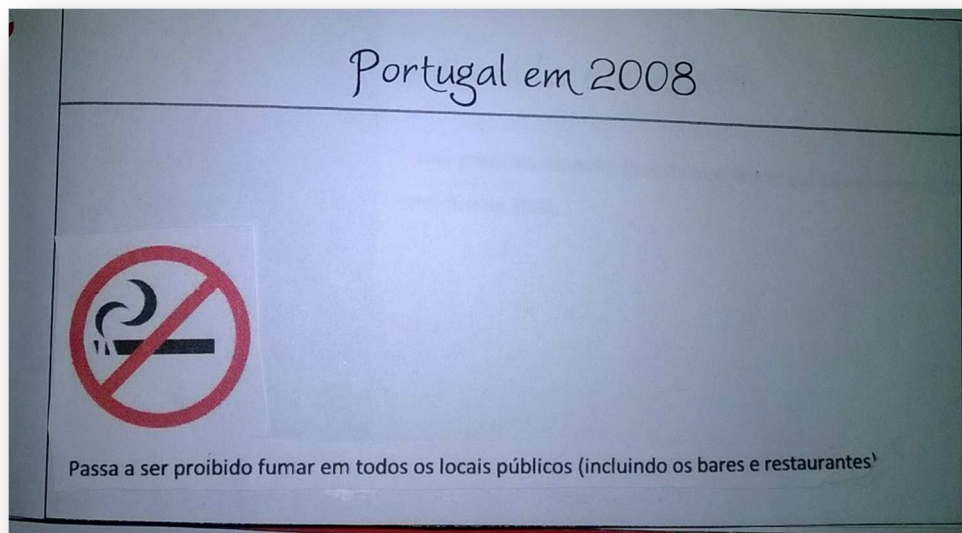 Portugal em 2008
Passa a ser proibido fumar em todos os locais públicos (incluindo os bares e restaurantes)